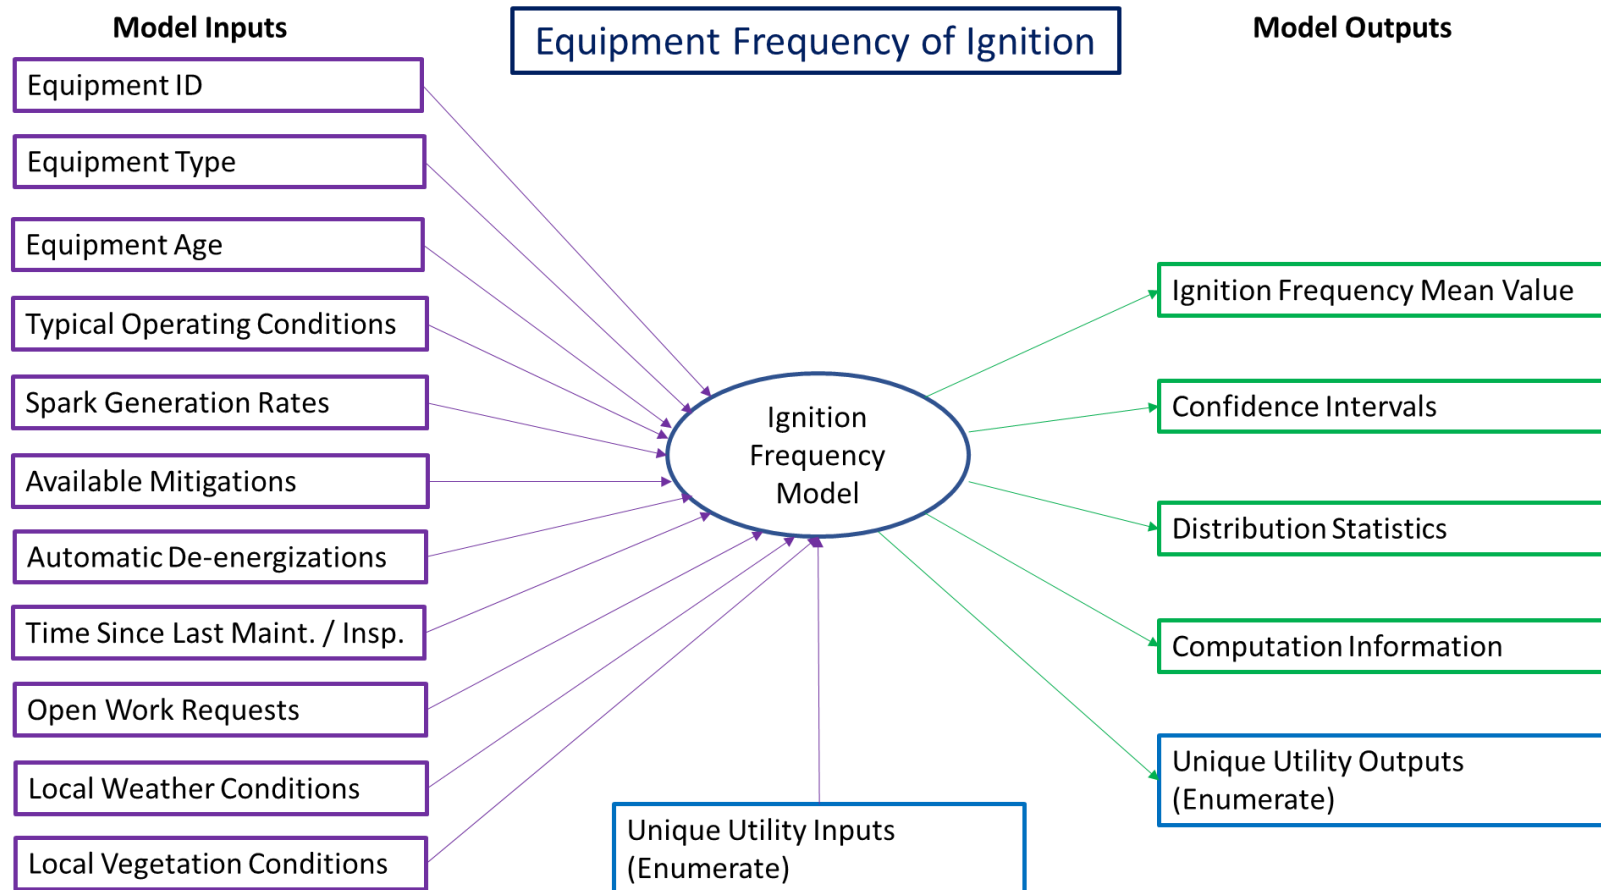 Model Inputs
Equipment Frequency of Ignition
Model Outputs
Equipment ID
Equipment Type
Equipment Age
Typical Operating Conditions
Spark Generation Rates
Available Mitigations
Automatic De-energizations
Time Since Last Maint. / Insp.
Open Work Requests
Local Weather Conditions
Local Vegetation Conditions
Ignition
Frequency
Model
Unique Utility Inputs
(Enumerate)
Ignition Frequency Mean Value
Confidence Intervals
Distribution Statistics
Computation Information
Unique Utility Outputs
(Enumerate)